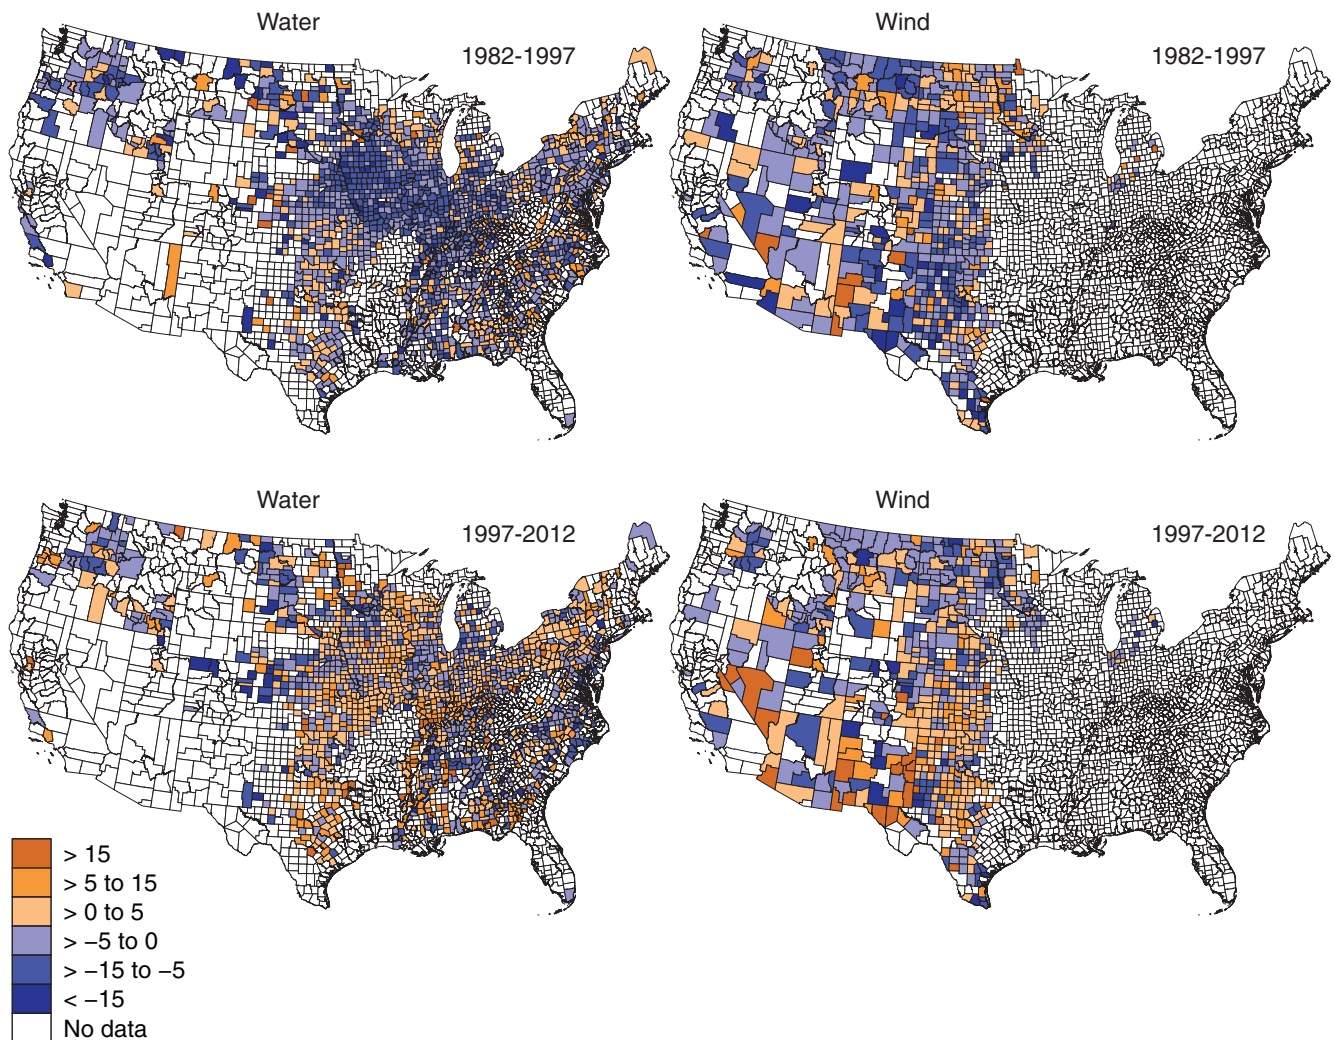 Water
1982-1997
Wind
1982-1997
Water
1997-2012
Wind
1997-2012
> 15
> 5 to 15
> 0 to 5
> −5 to 0
> −15 to −5
< −15
No data